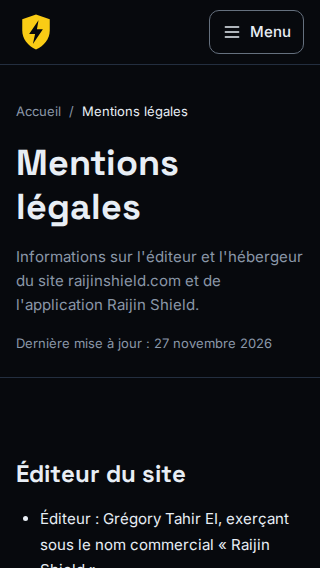 Menu
Accueil / Mentions légales
Mentions
légales
Informations sur l'éditeur et l'hébergeur
du site raijinshield.com et de
l'application Raijin Shield.
Dernière mise à jour : 27 novembre 2026
Éditeur du site
• Éditeur : Grégory Tahir El, exerçant
sous le nom commercial « Raijin
Shield »